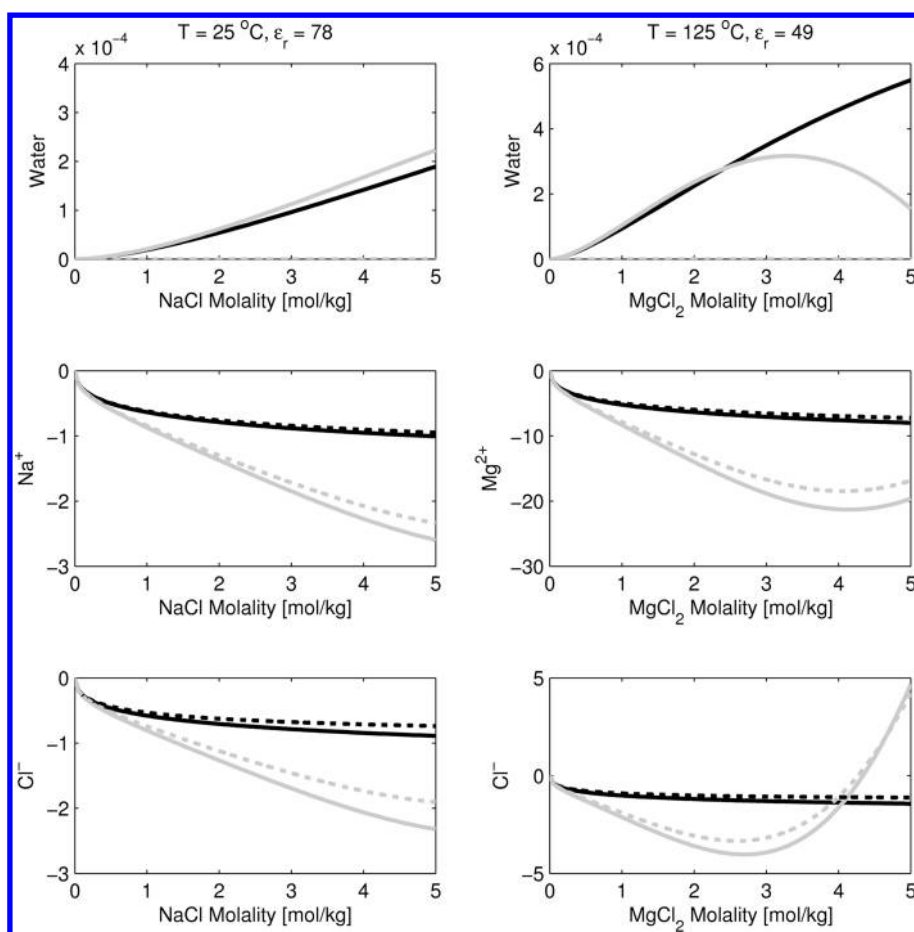 T = 25 °C, εr = 78
x 10⁻⁴
4
3
2
1
0
Water
0 1 2 3 4 5
NaCl Molality [mol/kg]
T = 125 °C, εr = 49
x 10⁻⁴
6
4
2
0
Water
0 1 2 3 4 5
MgCl₂ Molality [mol/kg]
0
−1
−2
−3
Na⁺
0 1 2 3 4 5
NaCl Molality [mol/kg]
0
−10
−20
−30
Mg²⁺
0 1 2 3 4 5
MgCl₂ Molality [mol/kg]
0
−1
−2
−3
Cl⁻
0 1 2 3 4 5
NaCl Molality [mol/kg]
5
0
−5
Cl⁻
0 1 2 3 4 5
MgCl₂ Molality [mol/kg]